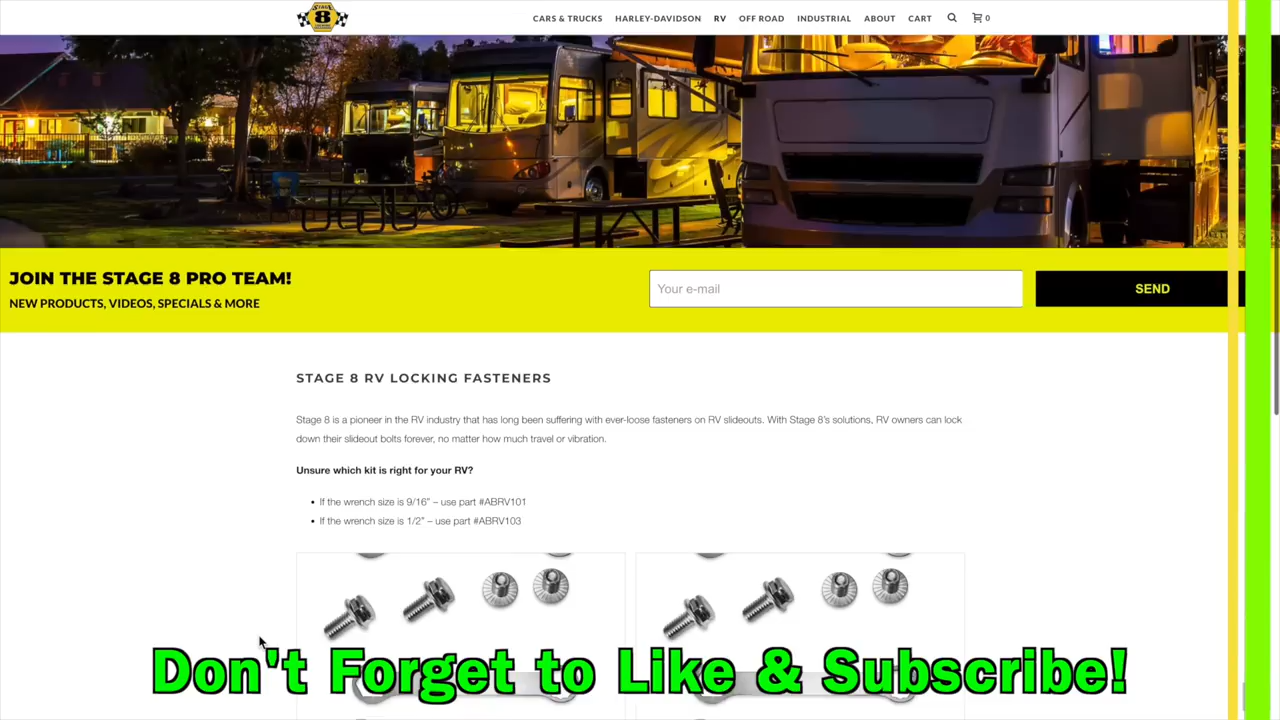 STAGE 8
CARS & TRUCKS HARLEY-DAVIDSON RV OFF ROAD INDUSTRIAL ABOUT CART 0
JOIN THE STAGE 8 PRO TEAM!
NEW PRODUCTS, VIDEOS, SPECIALS & MORE
Your e-mail
SEND
STAGE 8 RV LOCKING FASTENERS
Stage 8 is a pioneer in the RV industry that has long been suffering with ever-loose fasteners on RV slideouts. With Stage 8's solutions, RV owners can lock
down their slideout bolts forever, no matter how much travel or vibration.
Unsure which kit is right for your RV?
• If the wrench size is 9/16" – use part #ABRV101
• If the wrench size is 1/2" – use part #ABRV103
Don't Forget to Like & Subscribe!